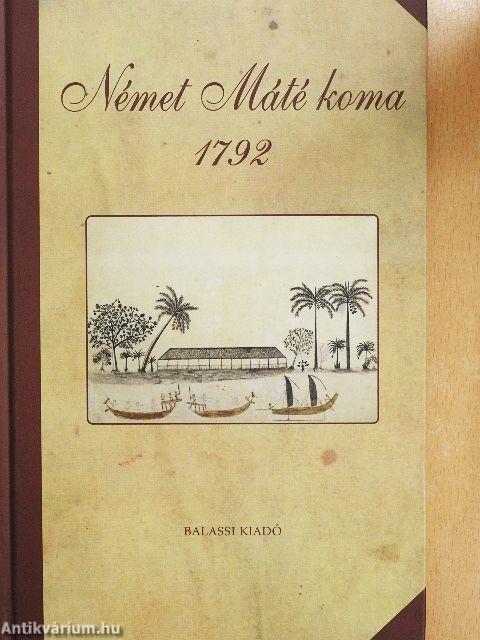 Német Máté koma
1792
BALASSI KIADÓ
Antikvárium.hu